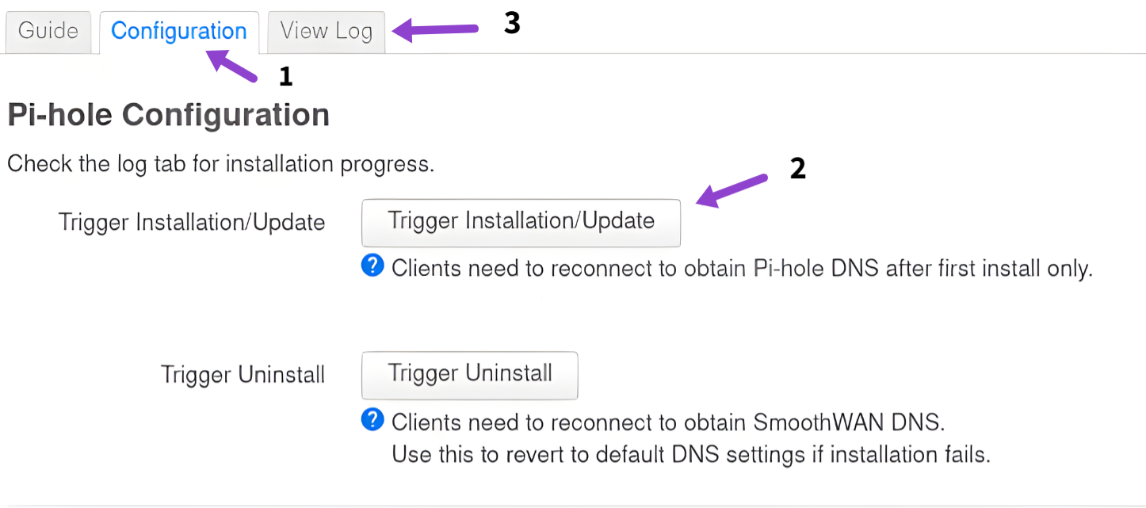 Guide Configuration View Log 3
1
Pi-hole Configuration
Check the log tab for installation progress.
2
Trigger Installation/Update Trigger Installation/Update
? Clients need to reconnect to obtain Pi-hole DNS after first install only.
Trigger Uninstall Trigger Uninstall
? Clients need to reconnect to obtain SmoothWAN DNS.
Use this to revert to default DNS settings if installation fails.